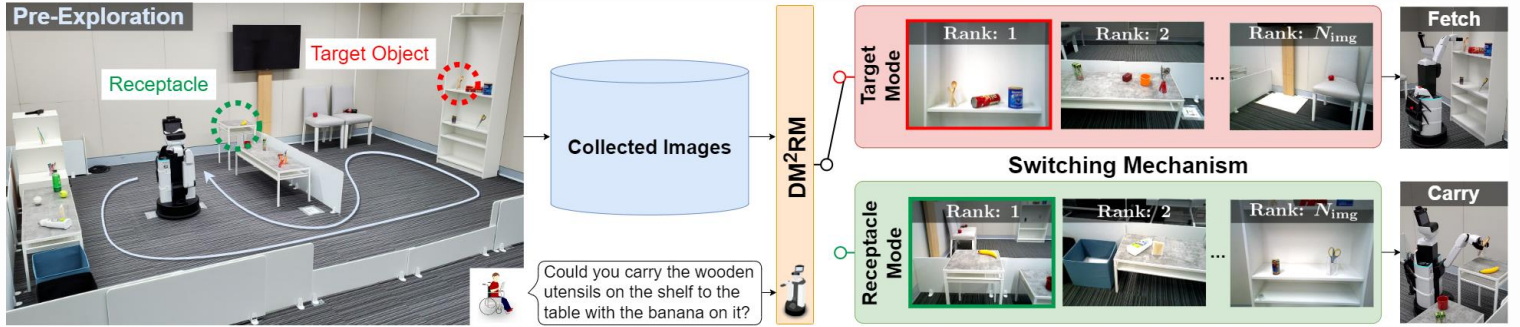 Pre-Exploration
Target Object
Receptacle
Collected Images
Could you carry the wooden
utensils on the shelf to the
table with the banana on it?
DM²RM
Target
Mode
Rank: 1
Rank: 2
...
Rank: N_img
Fetch
Switching Mechanism
Receptacle
Mode
Rank: 1
Rank: 2
...
Rank: N_img
Carry